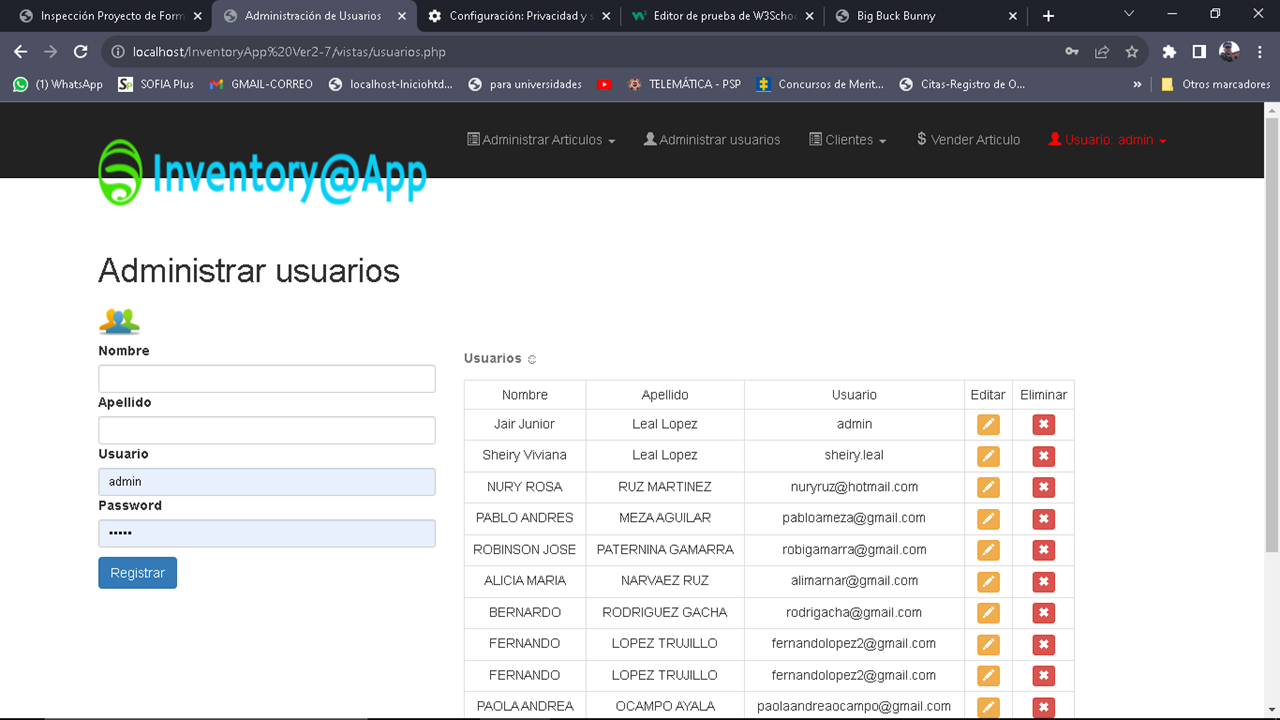 Inspección Proyecto de Form
Administración de Usuarios
Configuración: Privacidad y s
Editor de prueba de W3Schoo
Big Buck Bunny
localhost/InventoryApp%20Ver2-7/vistas/usuarios.php
(1) WhatsApp
SOFIA Plus
GMAIL-CORREO
localhost-Iniciohtd...
para universidades
TELEMÁTICA - PSP
Concursos de Merit...
Citas-Registro de O...
»
Otros marcadores
Inventory@App
Administrar Articulos
Administrar usuarios
Clientes
$ Vender Articulo
Usuario: admin
Administrar usuarios
Nombre
Apellido
Usuario
admin
Password
•••••
Registrar
Usuarios
Nombre Apellido Usuario Editar Eliminar
Jair Junior Leal Lopez admin
Sheiry Viviana Leal Lopez sheiry.leal
NURY ROSA RUZ MARTINEZ nuryruz@hotmail.com
PABLO ANDRES MEZA AGUILAR pabloameza@gmail.com
ROBINSON JOSE PATERNINA GAMARRA robigamarra@gmail.com
ALICIA MARIA NARVAEZ RUZ alimarnar@gmail.com
BERNARDO RODRIGUEZ GACHA rodrigacha@gmail.com
FERNANDO LOPEZ TRUJILLO fernandolopez2@gmail.com
FERNANDO LOPEZ TRUJILLO fernandolopez2@gmail.com
PAOLA ANDREA OCAMPO AYALA paolaandreaocampo@gmail.com